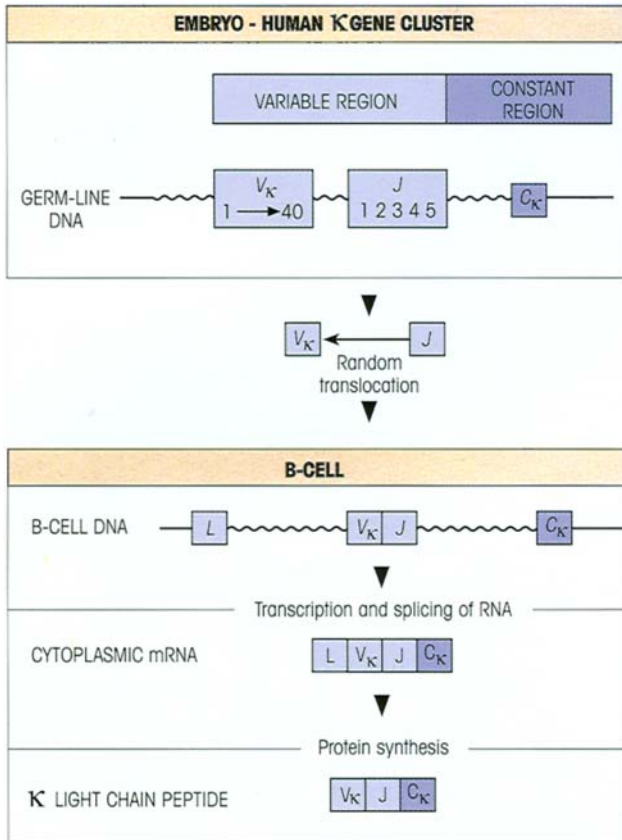 EMBRYO - HUMAN Κ GENE CLUSTER
VARIABLE REGION
CONSTANT
REGION
GERM-LINE
DNA
Vκ
1 → 40
J
1 2 3 4 5
Cκ
Vκ
J
Random
translocation
B-CELL
B-CELL DNA
L
Vκ J
Cκ
Transcription and splicing of RNA
CYTOPLASMIC mRNA
L Vκ J Cκ
Protein synthesis
κ LIGHT CHAIN PEPTIDE
Vκ J Cκ